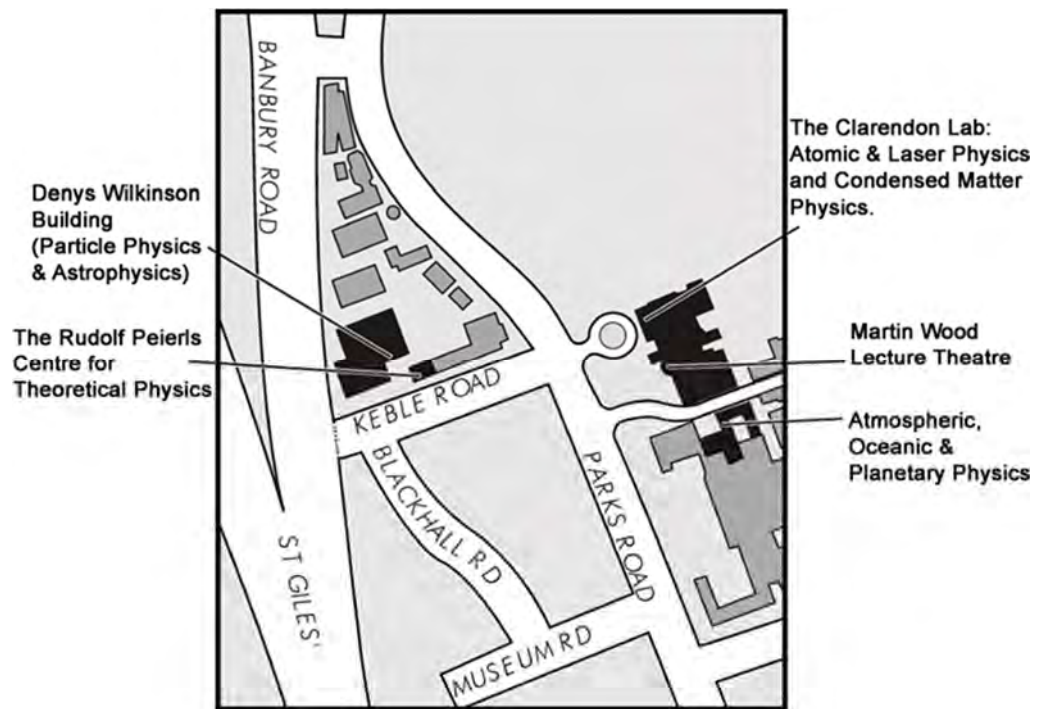 BANBURY ROAD
Denys Wilkinson
Building
(Particle Physics
& Astrophysics)
The Rudolf Peierls
Centre for
Theoretical Physics
The Clarendon Lab:
Atomic & Laser Physics
and Condensed Matter
Physics.
Martin Wood
Lecture Theatre
Atmospheric,
Oceanic &
Planetary Physics
KEBLE ROAD
BLACKHALL RD
PARKS ROAD
ST GILES'
MUSEUM RD